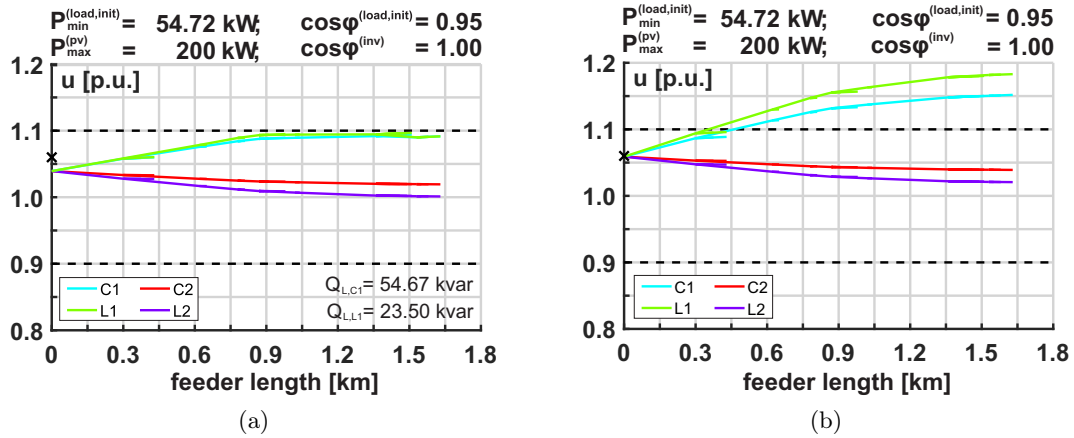 P_min^(load,init) = 54.72 kW; cosφ^(load,init) = 0.95
P_max^(pv) = 200 kW; cosφ^(inv) = 1.00
u [p.u.]
1.2
1.1
1.0
0.9
0.8
C1 C2
L1 L2
Q_L,C1 = 54.67 kvar
Q_L,L1 = 23.50 kvar
0 0.3 0.6 0.9 1.2 1.5 1.8
feeder length [km]
(a)
P_min^(load,init) = 54.72 kW; cosφ^(load,init) = 0.95
P_max^(pv) = 200 kW; cosφ^(inv) = 1.00
u [p.u.]
1.2
1.1
1.0
0.9
0.8
C1 C2
L1 L2
0 0.3 0.6 0.9 1.2 1.5 1.8
feeder length [km]
(b)